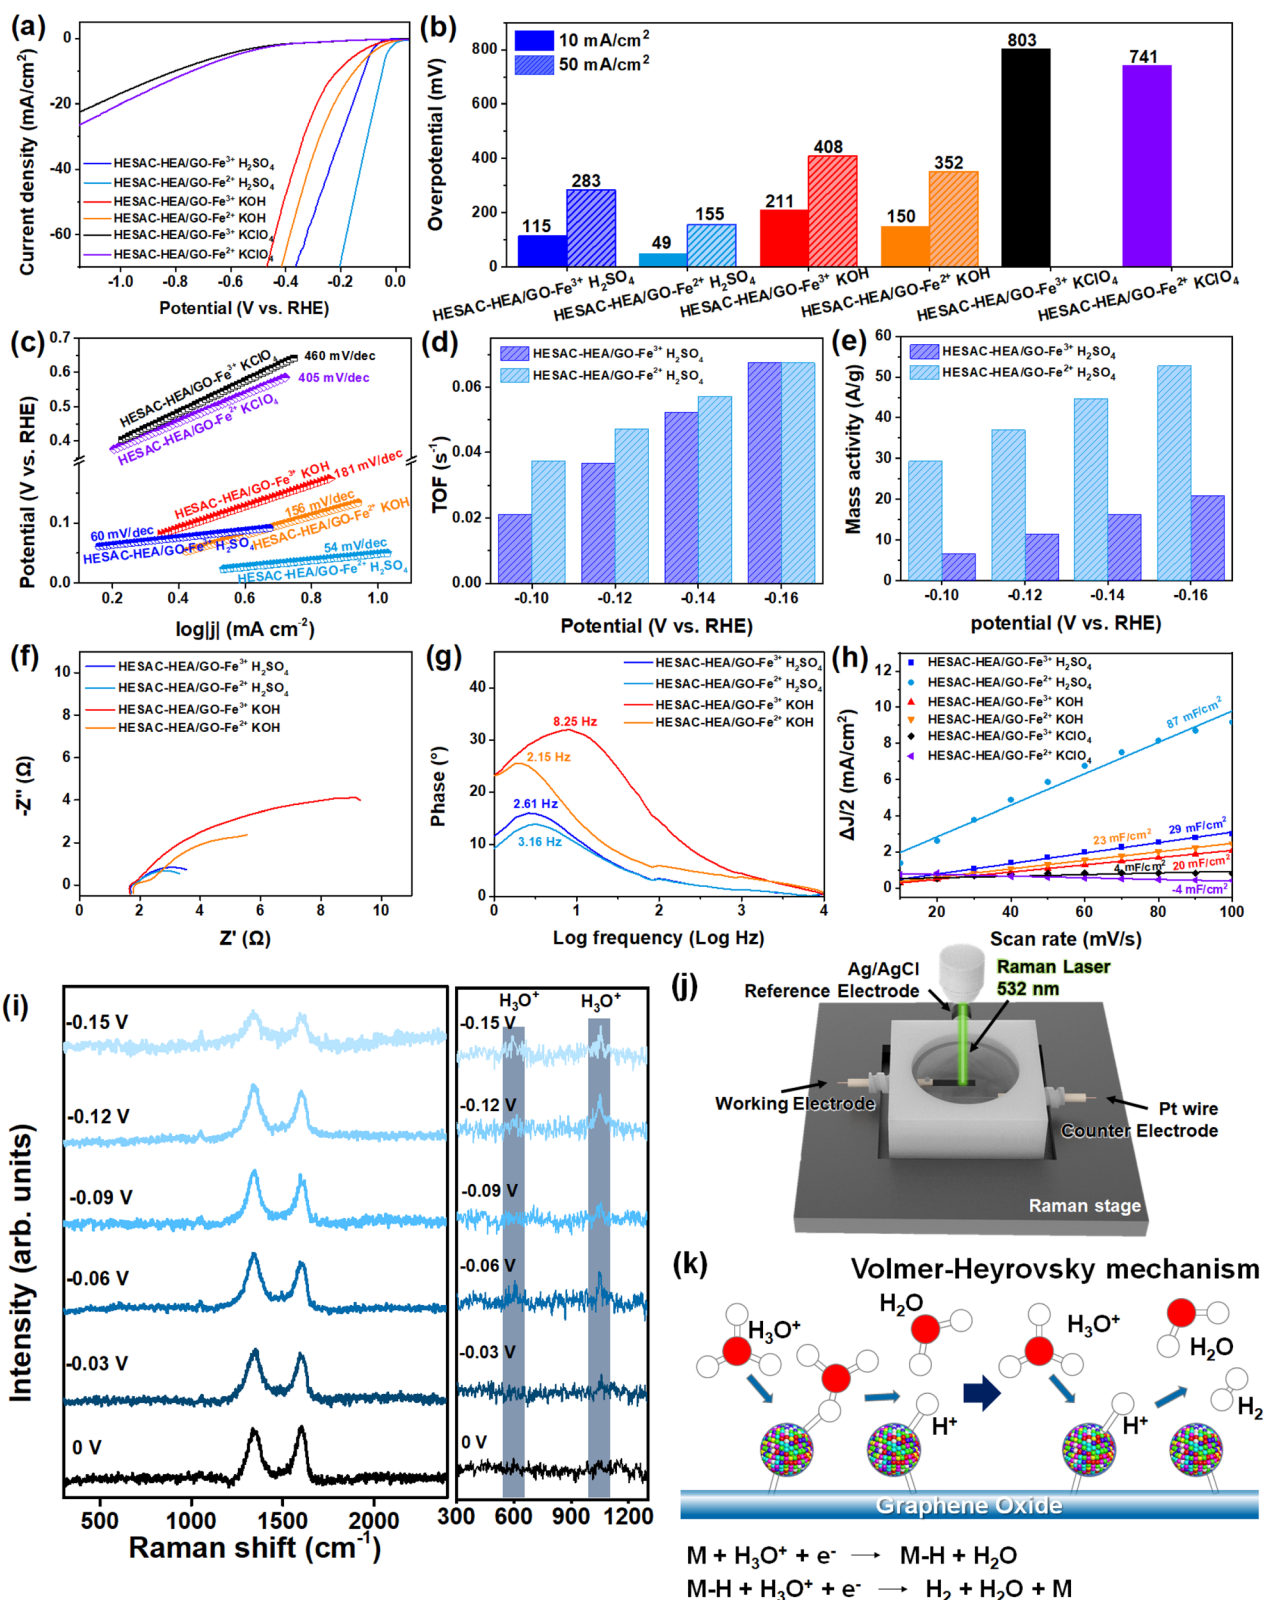 (a)
Current density (mA/cm²)
0
-20
-40
-60
HESAC-HEA/GO-Fe³⁺ H₂SO₄
HESAC-HEA/GO-Fe²⁺ H₂SO₄
HESAC-HEA/GO-Fe³⁺ KOH
HESAC-HEA/GO-Fe²⁺ KOH
HESAC-HEA/GO-Fe³⁺ KClO₄
HESAC-HEA/GO-Fe²⁺ KClO₄
-1.0 -0.8 -0.6 -0.4 -0.2 0.0
Potential (V vs. RHE)
(b)
Overpotential (mV)
800
600
400
200
0
10 mA/cm²
50 mA/cm²
115 283 49 155 211 408 150 352 803 741
HESAC-HEA/GO-Fe³⁺ H₂SO₄
HESAC-HEA/GO-Fe²⁺ H₂SO₄
HESAC-HEA/GO-Fe³⁺ KOH
HESAC-HEA/GO-Fe²⁺ KOH
HESAC-HEA/GO-Fe³⁺ KClO₄
HESAC-HEA/GO-Fe²⁺ KClO₄
(c)
Potential (V vs. RHE)
0.7
0.6
0.5
0.4
0.1
0.0
HESAC-HEA/GO-Fe³⁺ KClO₄
460 mV/dec
405 mV/dec
HESAC-HEA/GO-Fe²⁺ KClO₄
HESAC-HEA/GO-Fe³⁺ KOH
181 mV/dec
156 mV/dec
HESAC-HEA/GO-Fe²⁺ KOH
60 mV/dec
HESAC-HEA/GO-Fe³⁺ H₂SO₄
54 mV/dec
HESAC-HEA/GO-Fe²⁺ H₂SO₄
0.2 0.4 0.6 0.8 1.0
log|j| (mA cm⁻²)
(d)
TOF (s⁻¹)
0.06
0.04
0.02
0.00
HESAC-HEA/GO-Fe³⁺ H₂SO₄
HESAC-HEA/GO-Fe²⁺ H₂SO₄
-0.10 -0.12 -0.14 -0.16
Potential (V vs. RHE)
(e)
Mass activity (A/g)
60
50
40
30
20
10
0
HESAC-HEA/GO-Fe³⁺ H₂SO₄
HESAC-HEA/GO-Fe²⁺ H₂SO₄
-0.10 -0.12 -0.14 -0.16
potential (V vs. RHE)
(f)
-Z'' (Ω)
10
8
6
4
2
0
HESAC-HEA/GO-Fe³⁺ H₂SO₄
HESAC-HEA/GO-Fe²⁺ H₂SO₄
HESAC-HEA/GO-Fe³⁺ KOH
HESAC-HEA/GO-Fe²⁺ KOH
0 2 4 6 8 10
Z' (Ω)
(g)
Phase (°)
40
30
20
10
0
HESAC-HEA/GO-Fe³⁺ H₂SO₄
HESAC-HEA/GO-Fe²⁺ H₂SO₄
HESAC-HEA/GO-Fe³⁺ KOH
HESAC-HEA/GO-Fe²⁺ KOH
8.25 Hz
2.15 Hz
2.61 Hz
3.16 Hz
0 1 2 3 4
Log frequency (Log Hz)
(h)
ΔJ/2 (mA/cm²)
12
10
8
6
4
2
0
HESAC-HEA/GO-Fe³⁺ H₂SO₄
HESAC-HEA/GO-Fe²⁺ H₂SO₄
HESAC-HEA/GO-Fe³⁺ KOH
HESAC-HEA/GO-Fe²⁺ KOH
HESAC-HEA/GO-Fe³⁺ KClO₄
HESAC-HEA/GO-Fe²⁺ KClO₄
87 mF/cm²
23 mF/cm²
29 mF/cm²
4 mF/cm²
20 mF/cm²
-4 mF/cm²
20 40 60 80 100
Scan rate (mV/s)
(i)
Intensity (arb. units)
-0.15 V
-0.12 V
-0.09 V
-0.06 V
-0.03 V
0 V
500 1000 1500 2000
H₃O⁺ H₃O⁺
-0.15 V
-0.12 V
-0.09 V
-0.06 V
-0.03 V
0 V
300 600 900 1200
Raman shift (cm⁻¹)
(j)
Ag/AgCl
Reference Electrode
Raman Laser
532 nm
Working Electrode
Pt wire
Counter Electrode
Raman stage
(k)
Volmer-Heyrovsky mechanism
H₃O⁺
H₂O
H⁺
H₃O⁺
H₂O
H⁺
H₂
Graphene Oxide
M + H₃O⁺ + e⁻ → M-H + H₂O
M-H + H₃O⁺ + e⁻ → H₂ + H₂O + M